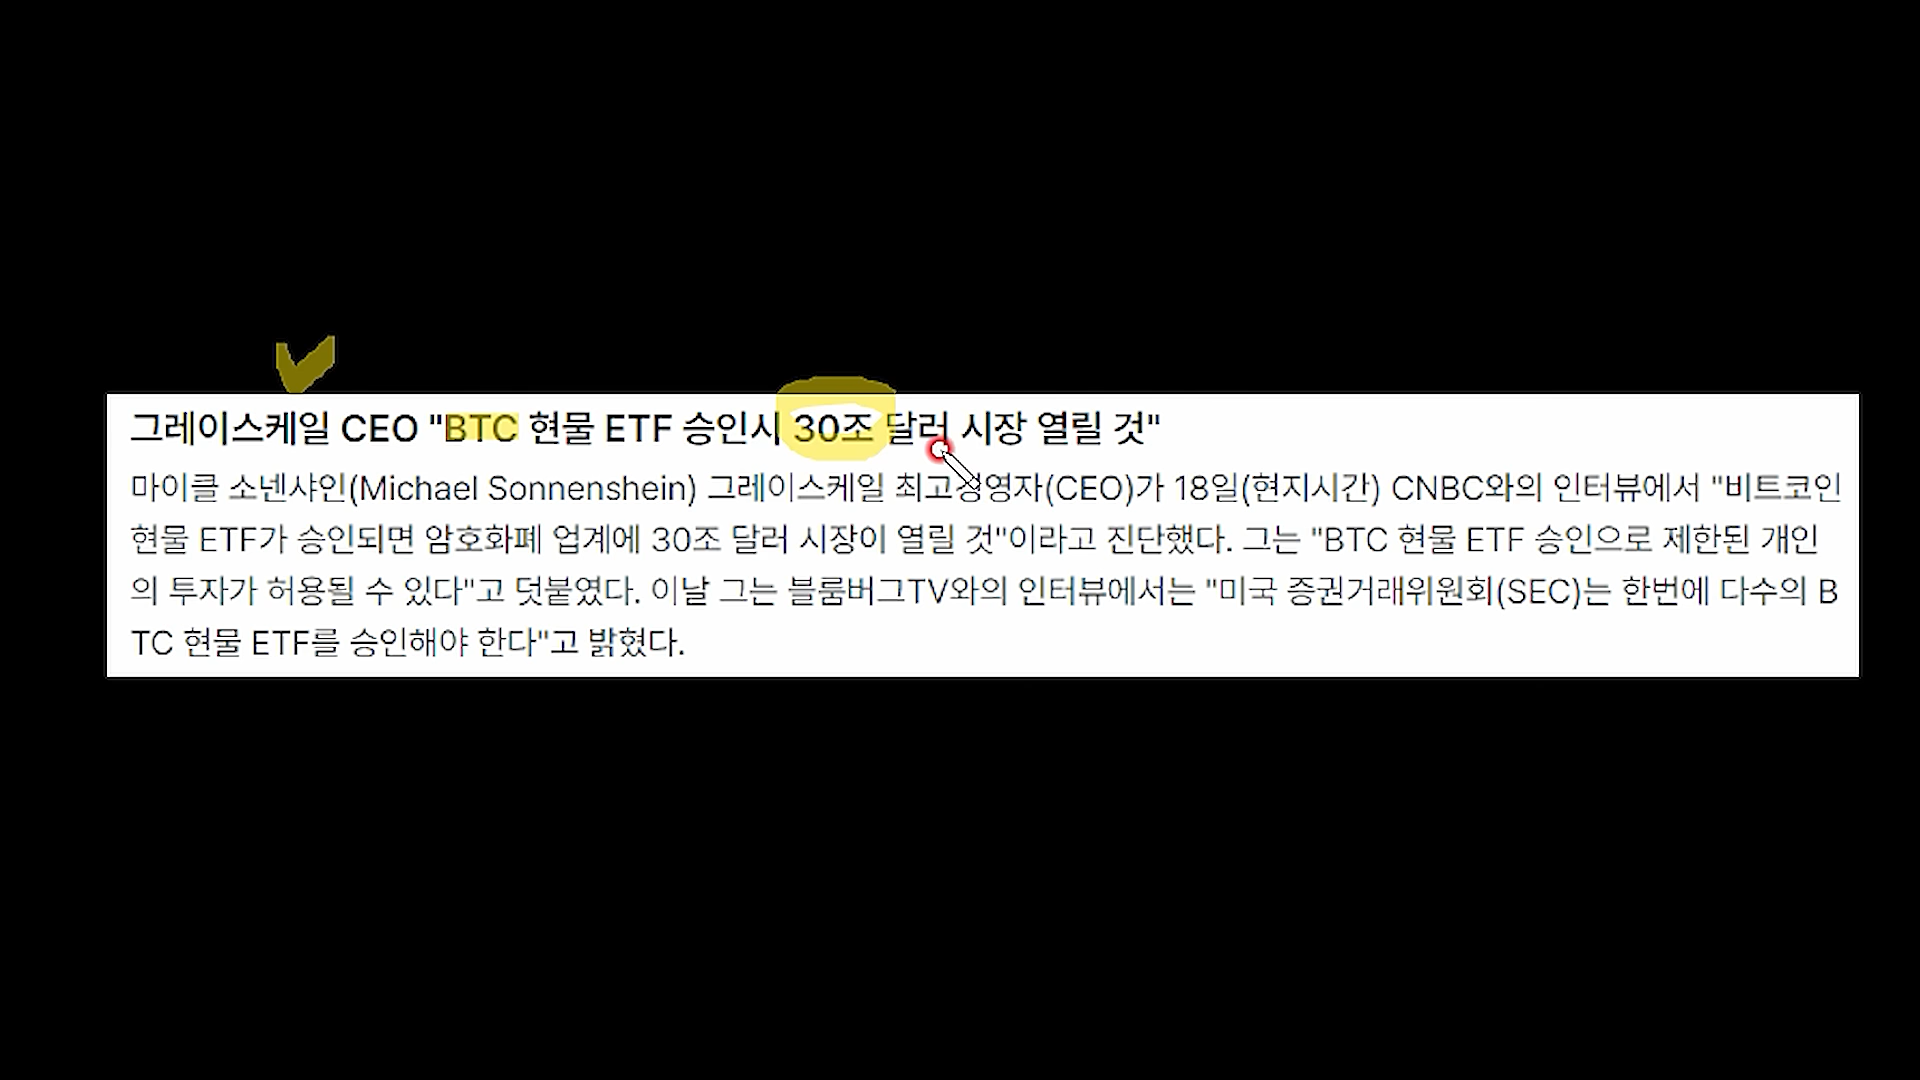 그레이스케일 CEO "BTC 현물 ETF 승인시 30조 달러 시장 열릴 것"
마이클 소넨샤인(Michael Sonnenshein) 그레이스케일 최고경영자(CEO)가 18일(현지시간) CNBC와의 인터뷰에서 "비트코인
현물 ETF가 승인되면 암호화폐 업계에 30조 달러 시장이 열릴 것"이라고 진단했다. 그는 "BTC 현물 ETF 승인으로 제한된 개인
의 투자가 허용될 수 있다"고 덧붙였다. 이날 그는 블룸버그TV와의 인터뷰에서는 "미국 증권거래위원회(SEC)는 한번에 다수의 B
TC 현물 ETF를 승인해야 한다"고 밝혔다.